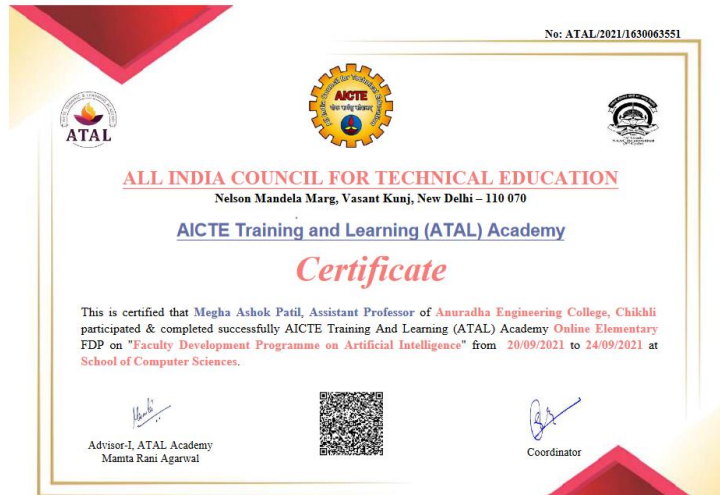 No: ATAL/2021/1630063551
ATAL
AICTE
ALL INDIA COUNCIL FOR TECHNICAL EDUCATION
Nelson Mandela Marg, Vasant Kunj, New Delhi – 110 070
AICTE Training and Learning (ATAL) Academy
Certificate
This is certified that Megha Ashok Patil, Assistant Professor of Anuradha Engineering College, Chikhli
participated & completed successfully AICTE Training And Learning (ATAL) Academy Online Elementary
FDP on "Faculty Development Programme on Artificial Intelligence" from 20/09/2021 to 24/09/2021 at
School of Computer Sciences.
Advisor-I, ATAL Academy
Mamta Rani Agarwal
Coordinator